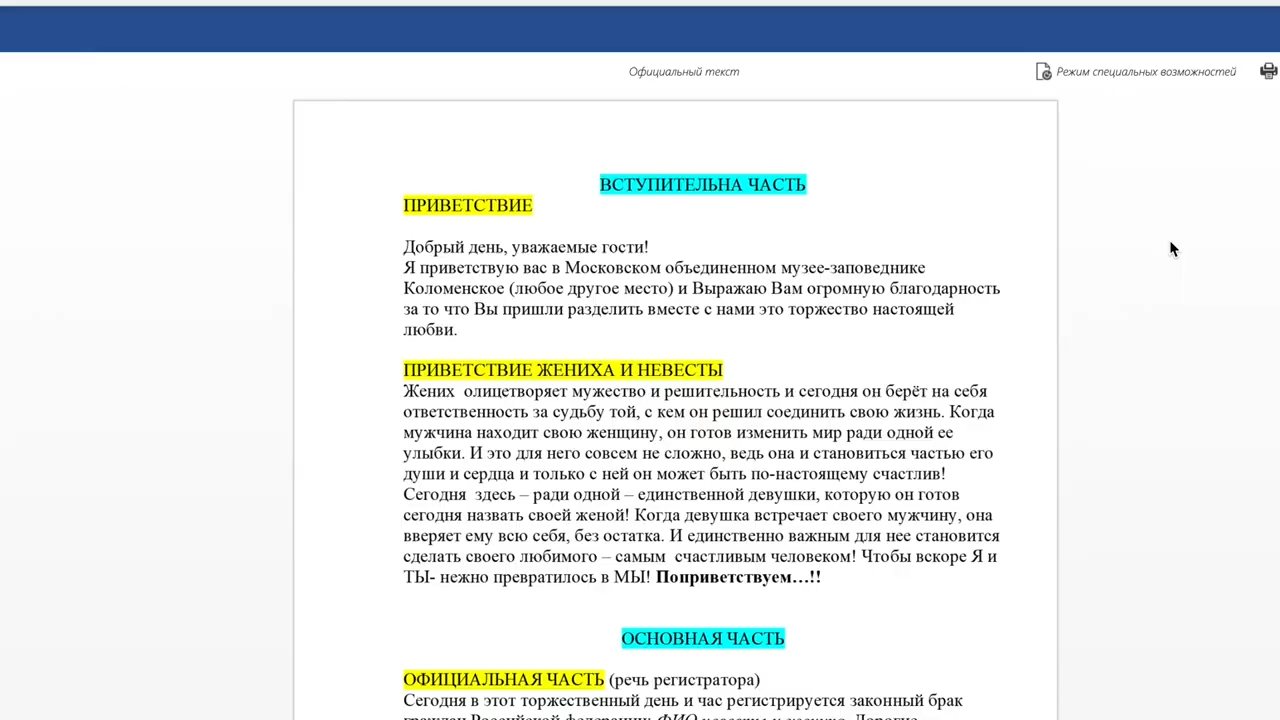 Официальный текст
Режим специальных возможностей
ВСТУПИТЕЛЬНА ЧАСТЬ
ПРИВЕТСТВИЕ
Добрый день, уважаемые гости!
Я приветствую вас в Московском объединенном музее-заповеднике
Коломенское (любое другое место) и Выражаю Вам огромную благодарность
за то что Вы пришли разделить вместе с нами это торжество настоящей
любви.
ПРИВЕТСТВИЕ ЖЕНИХА И НЕВЕСТЫ
Жених  олицетворяет мужество и решительность и сегодня он берёт на себя
ответственность за судьбу той, с кем он решил соединить свою жизнь. Когда
мужчина находит свою женщину, он готов изменить мир ради одной ее
улыбки. И это для него совсем не сложно, ведь она и становиться частью его
души и сердца и только с ней он может быть по-настоящему счастлив!
Сегодня  здесь – ради одной – единственной девушки, которую он готов
сегодня назвать своей женой! Когда девушка встречает своего мужчину, она
вверяет ему всю себя, без остатка. И единственно важным для нее становится
сделать своего любимого – самым  счастливым человеком! Чтобы вскоре Я и
ТЫ- нежно превратилось в МЫ! Поприветствуем…!!
ОСНОВНАЯ ЧАСТЬ
ОФИЦИАЛЬНАЯ ЧАСТЬ (речь регистратора)
Сегодня в этот торжественный день и час регистрируется законный брак
граждан Российской федерации: ФИО невесты и жениха. Дорогие